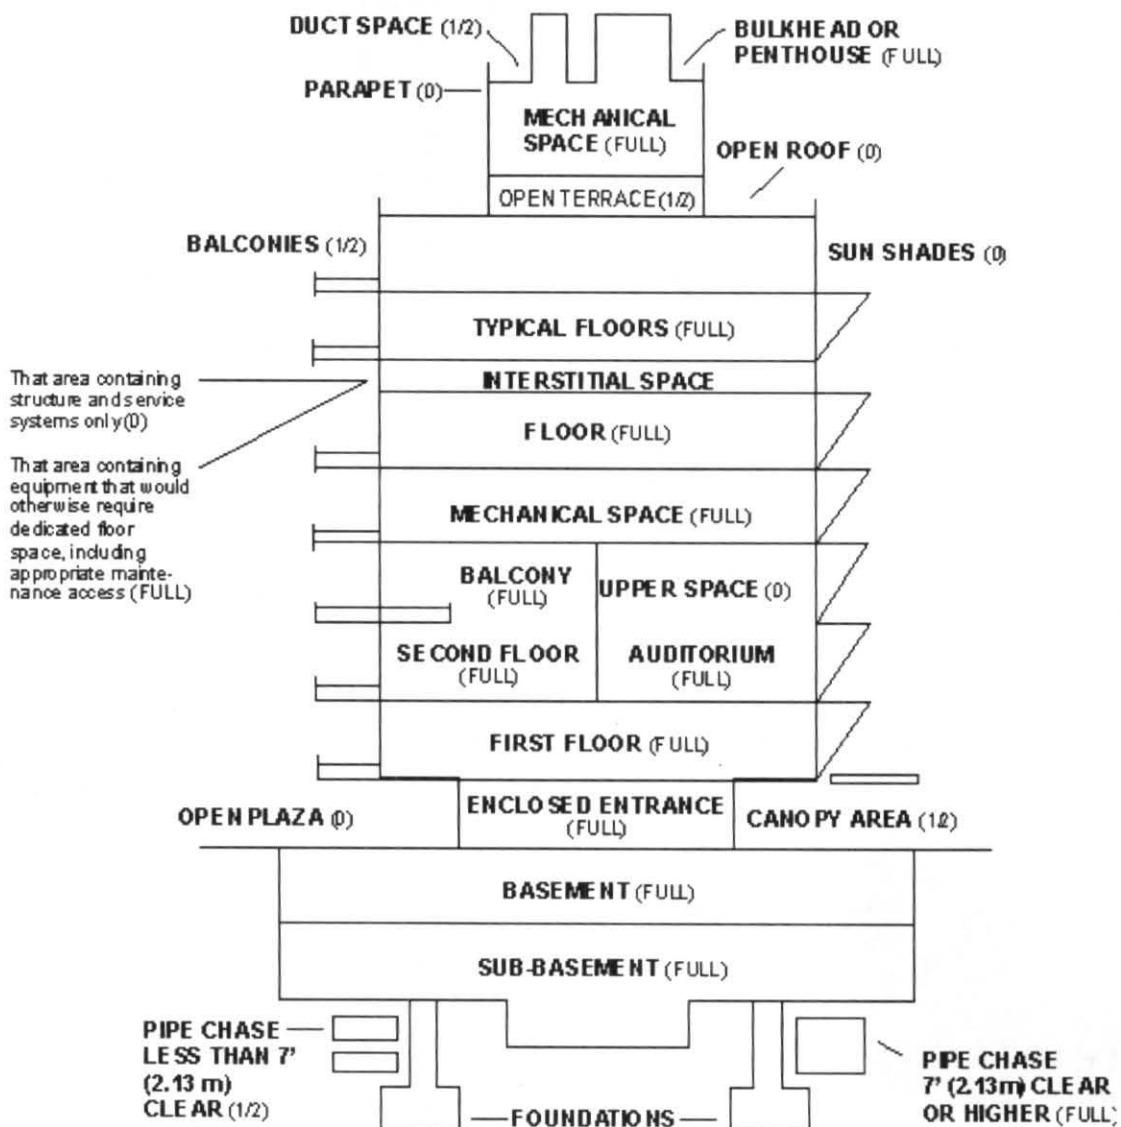 DUCT SPACE (1/2)
BULKHEAD OR
PENTHOUSE (FULL)
PARAPET (0)
MECHANICAL
SPACE (FULL)
OPEN ROOF (0)
OPEN TERRACE (1/2)
BALCONIES (1/2)
SUN SHADES (0)
TYPICAL FLOORS (FULL)
That area containing
structure and service
systems only (0)
INTERSTITIAL SPACE
FLOOR (FULL)
That area containing
equipment that would
otherwise require
dedicated floor
space, including
appropriate mainte-
nance access (FULL)
MECHANICAL SPACE (FULL)
BALCONY
(FULL)
UPPER SPACE (0)
SECOND FLOOR
(FULL)
AUDITORIUM
(FULL)
FIRST FLOOR (FULL)
OPEN PLAZA (0)
ENCLOSED ENTRANCE
(FULL)
CANOPY AREA (1/2)
BASEMENT (FULL)
SUB-BASEMENT (FULL)
PIPE CHASE
LESS THAN 7'
(2.13 m)
CLEAR (1/2)
PIPE CHASE
7' (2.13m) CLEAR
OR HIGHER (FULL)
FOUNDATIONS